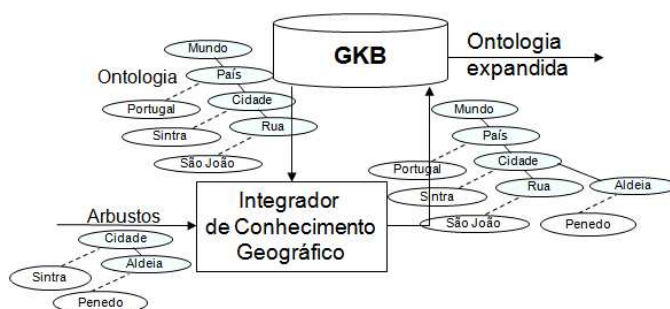 Mundo
GKB
Ontologia
expandida
Ontologia
País
Portugal
Cidade
Sintra
Rua
São João
Mundo
País
Portugal
Cidade
Sintra
Rua
Aldeia
São João
Penedo
Arbustos
Cidade
Aldeia
Sintra
Penedo
Integrador
de Conhecimento
Geográfico